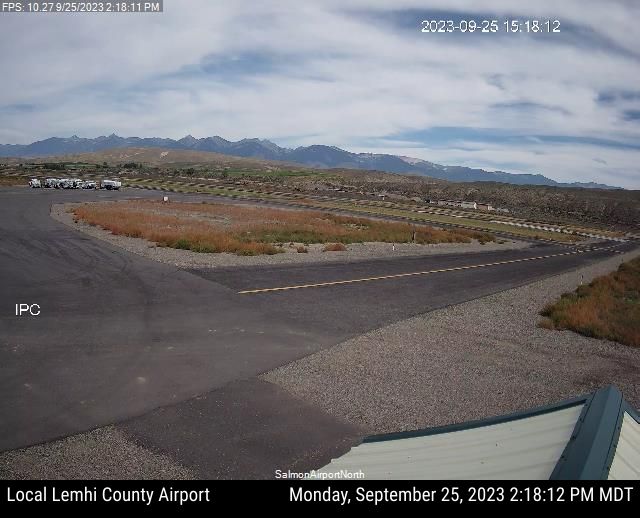 FPS: 10.27 9/25/2023 2:18:11 PM
2023-09-25 15:18:12
IPC
SalmonAirportNorth
Local Lemhi County Airport Monday, September 25, 2023 2:18:12 PM MDT